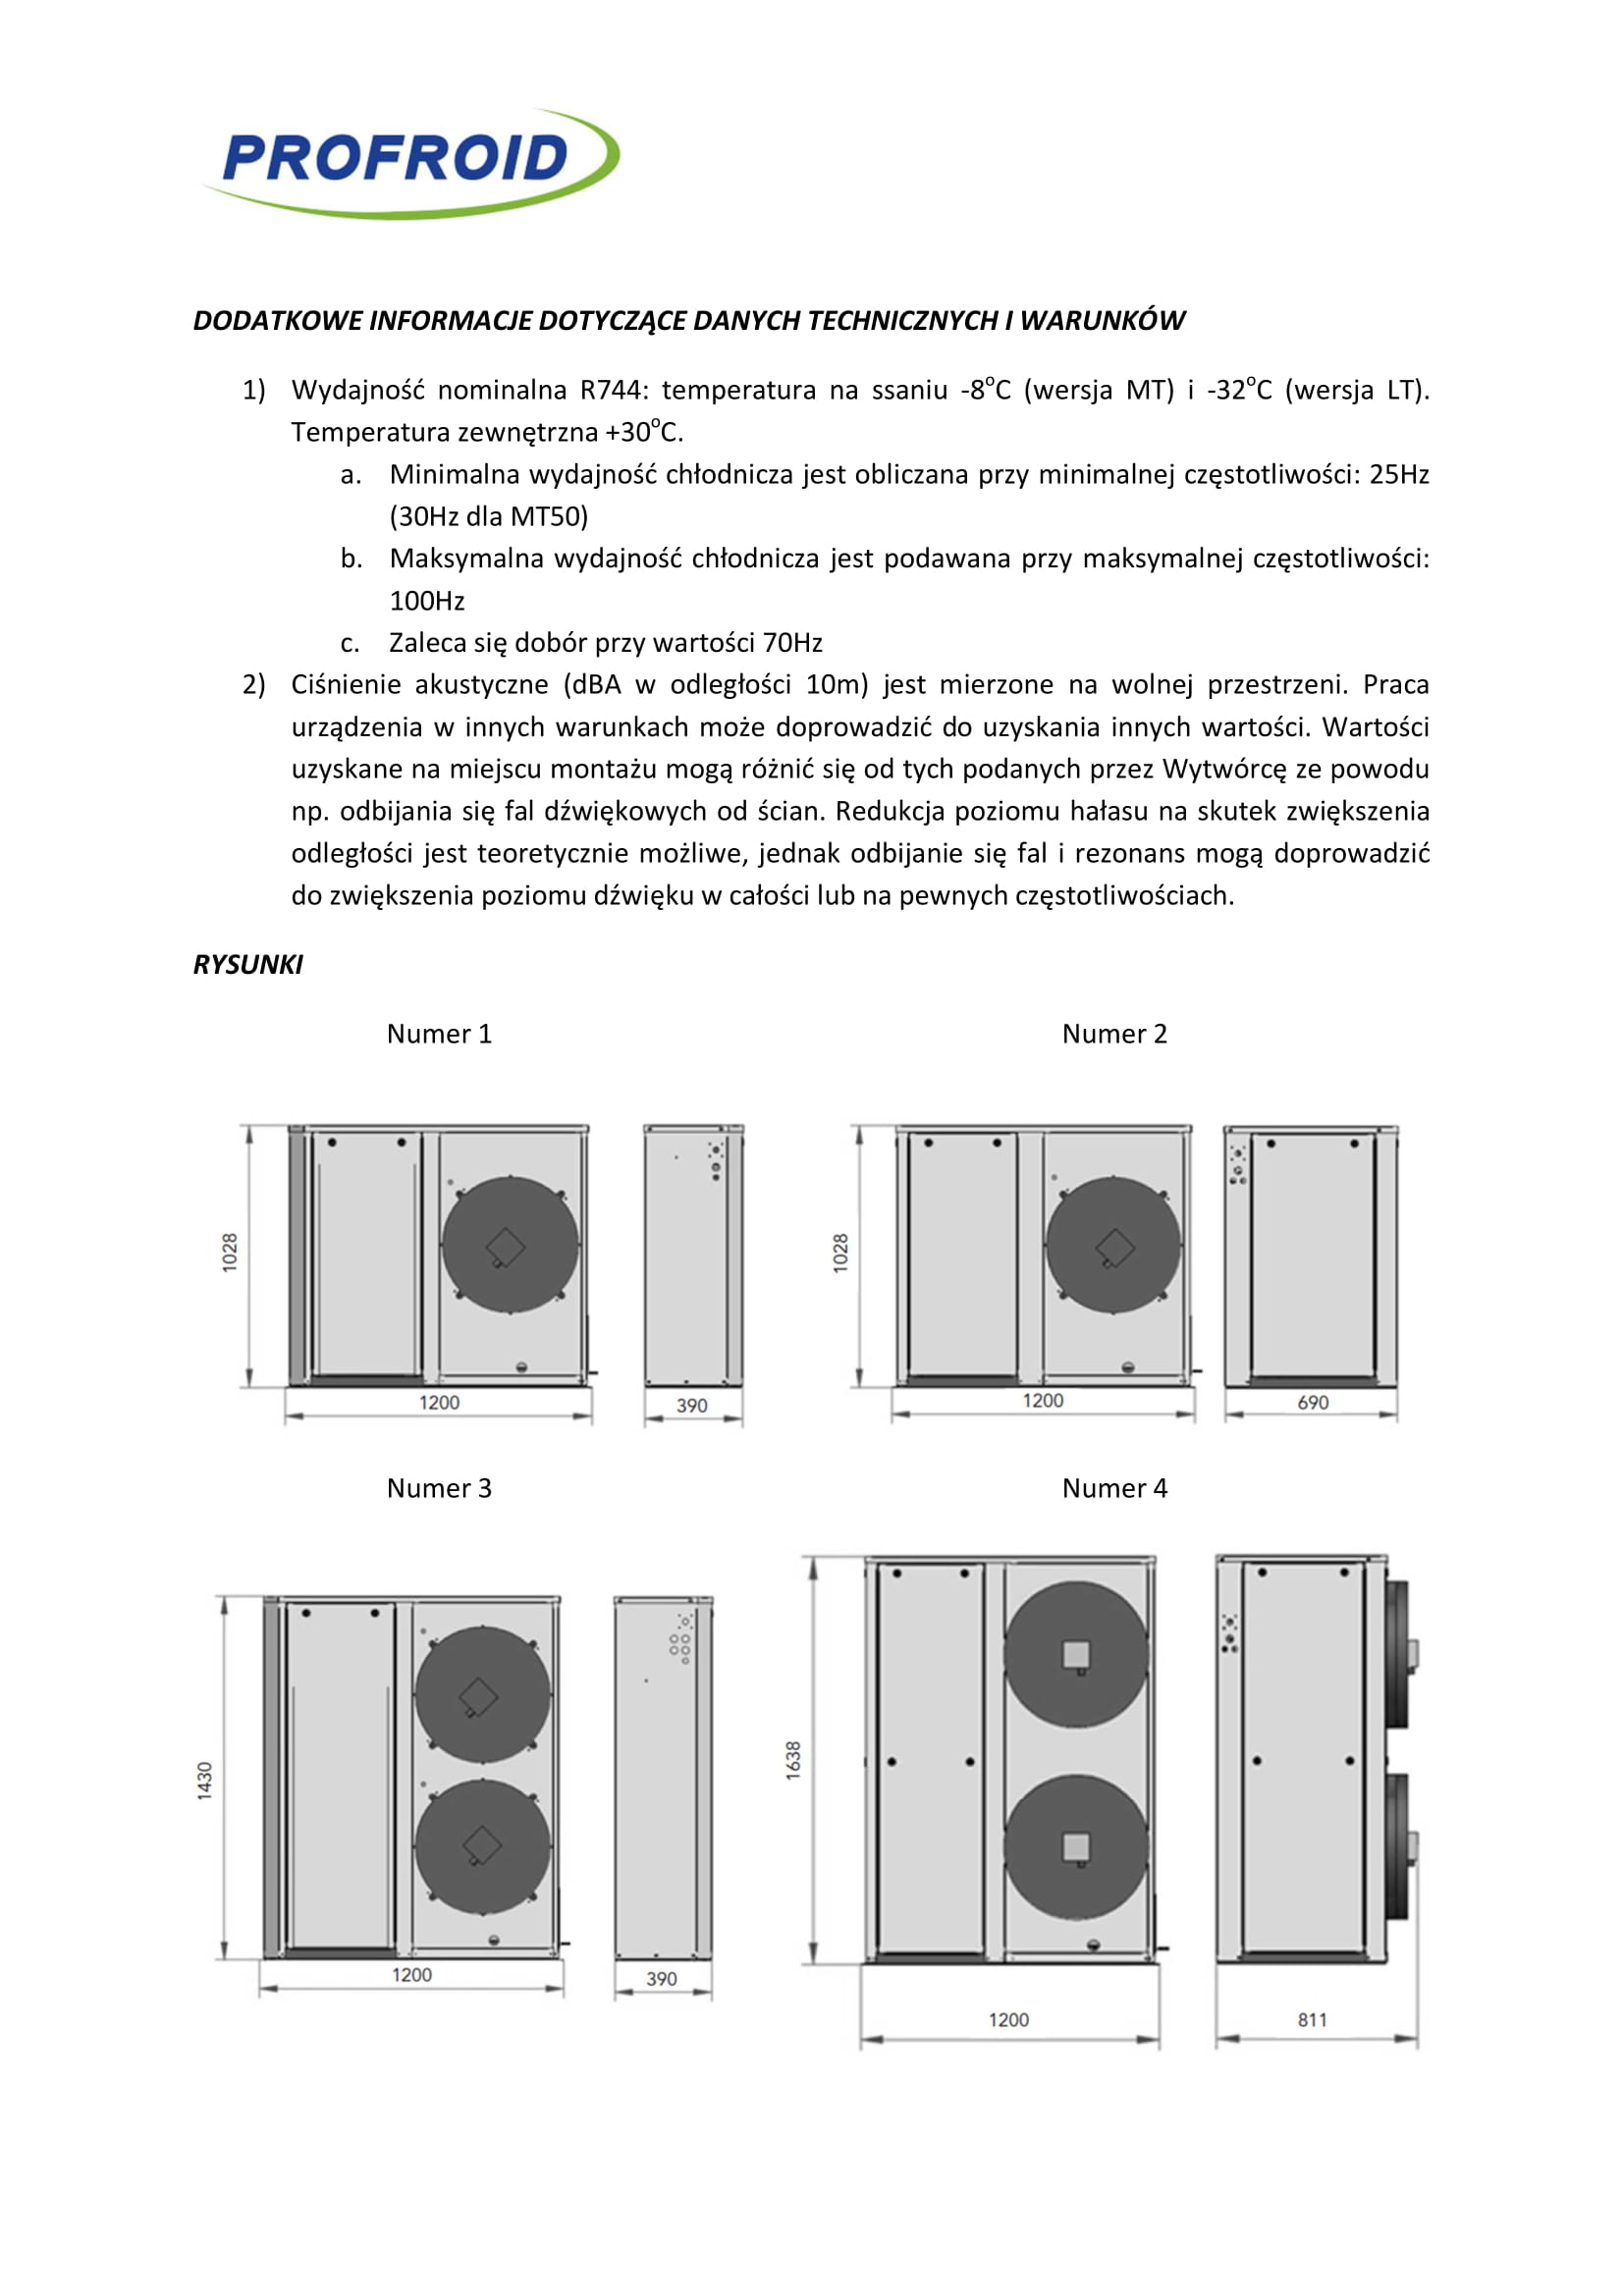 PROFROID
DODATKOWE INFORMACJE DOTYCZĄCE DANYCH TECHNICZNYCH I WARUNKÓW
1) Wydajność nominalna R744: temperatura na ssaniu -8°C (wersja MT) i -32°C (wersja LT).
Temperatura zewnętrzna +30°C.
a. Minimalna wydajność chłodnicza jest obliczana przy minimalnej częstotliwości: 25Hz
(30Hz dla MT50)
b. Maksymalna wydajność chłodnicza jest podawana przy maksymalnej częstotliwości:
100Hz
c. Zaleca się dobór przy wartości 70Hz
2) Ciśnienie akustyczne (dBA w odległości 10m) jest mierzone na wolnej przestrzeni. Praca
urządzenia w innych warunkach może doprowadzić do uzyskania innych wartości. Wartości
uzyskane na miejscu montażu mogą różnić się od tych podanych przez Wytwórcę ze powodu
np. odbijania się fal dźwiękowych od ścian. Redukcja poziomu hałasu na skutek zwiększenia
odległości jest teoretycznie możliwe, jednak odbijanie się fal i rezonans mogą doprowadzić
do zwiększenia poziomu dźwięku w całości lub na pewnych częstotliwościach.
RYSUNKI
Numer 1
1028
1200
390
Numer 2
1028
1200
690
Numer 3
1430
1200
390
Numer 4
1638
1200
811